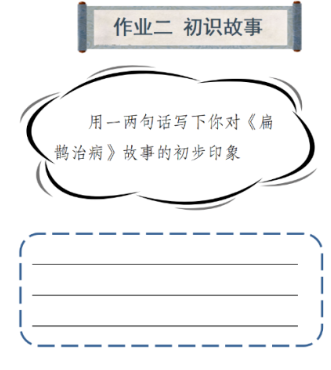 作业二 初识故事
用一两句话写下你对《扁
鹊治病》故事的初步印象